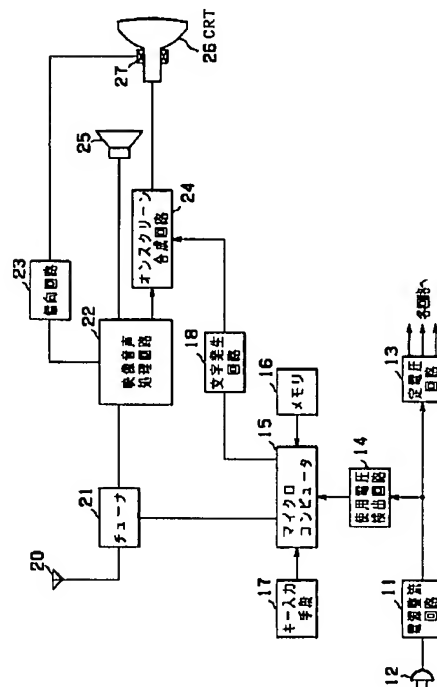 20
21
チューナ
22
映像音声
処理回路
23
偏向回路
25
27
26 CRT
24
オンスクリーン
合成回路
18
文字発生
回路
16
メモリ
15
マイクロ
コンピュータ
17
キー入力
手段
14
使用電圧
検出回路
13
定電圧
回路
各回路へ
12
11
電源整流
回路